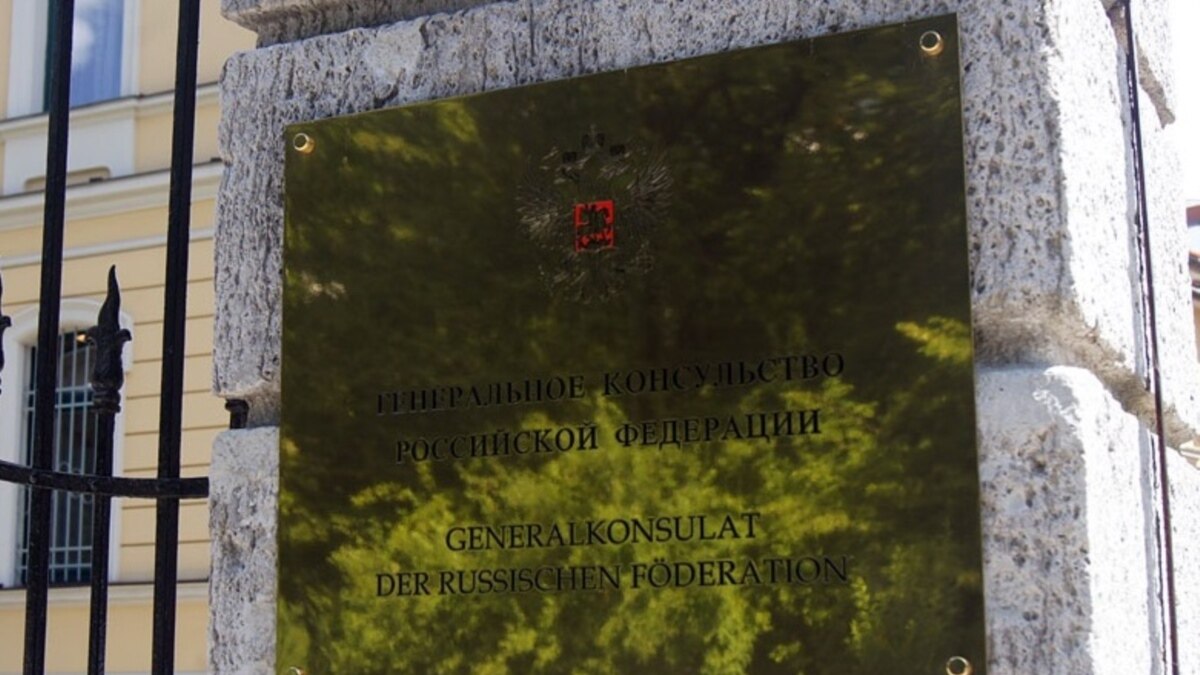 ГЕНЕРАЛЬНОЕ КОНСУЛЬСТВО
РОССИЙСКОЙ ФЕДЕРАЦИИ
GENERALKONSULAT
DER RUSSISCHEN FÖDERATION